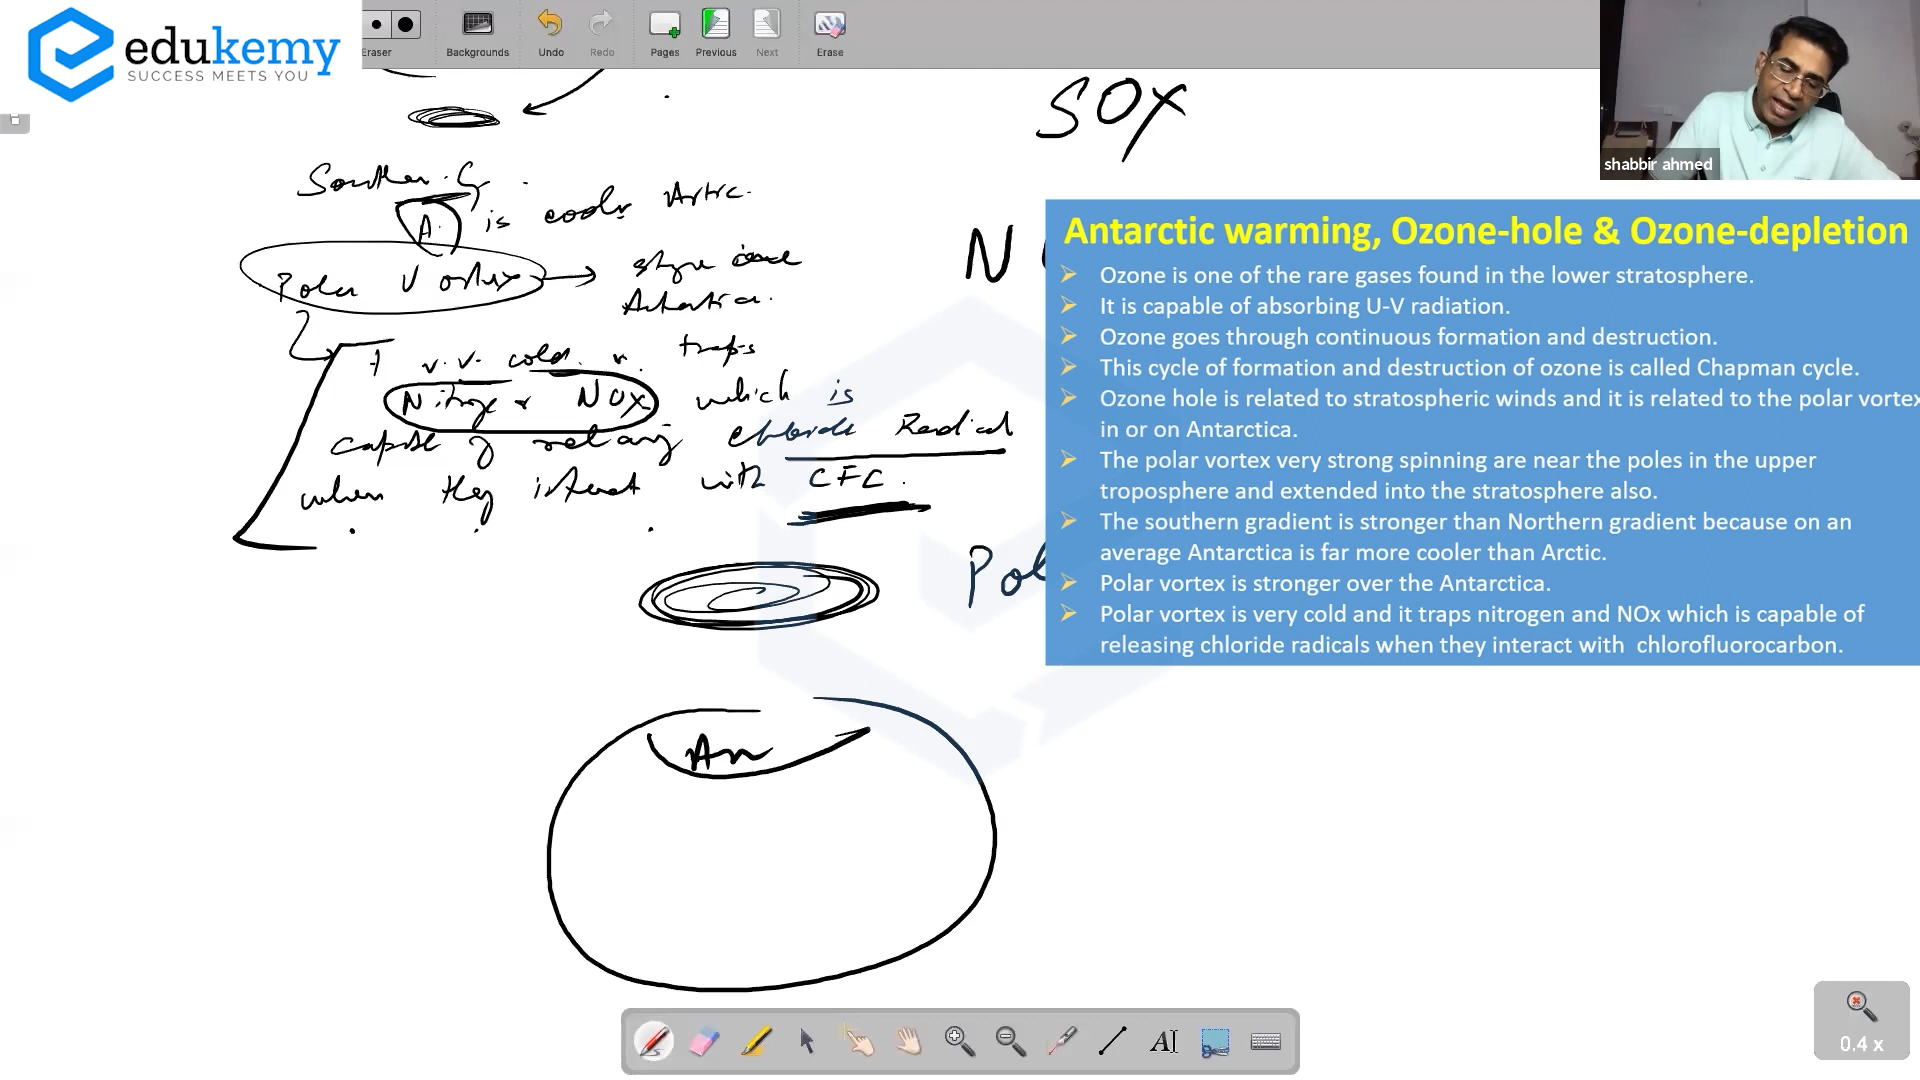 edukemy
SUCCESS MEETS YOU
Eraser
Backgrounds
Undo
Redo
Pages
Previous
Next
Erase
shabbir ahmed
SOX
Southern G
A. is cooler Artic.
Polar Vortex
N
traps
Nitrogen & NOX which is
chloride Radical
when they interact with CFC.
Pol
An
Antarctic warming, Ozone-hole & Ozone-depletion
Ozone is one of the rare gases found in the lower stratosphere.
It is capable of absorbing U-V radiation.
Ozone goes through continuous formation and destruction.
This cycle of formation and destruction of ozone is called Chapman cycle.
Ozone hole is related to stratospheric winds and it is related to the polar vortex
in or on Antarctica.
The polar vortex very strong spinning are near the poles in the upper
troposphere and extended into the stratosphere also.
The southern gradient is stronger than Northern gradient because on an
average Antarctica is far more cooler than Arctic.
Polar vortex is stronger over the Antarctica.
Polar vortex is very cold and it traps nitrogen and NOx which is capable of
releasing chloride radicals when they interact with chlorofluorocarbon.
0.4 x